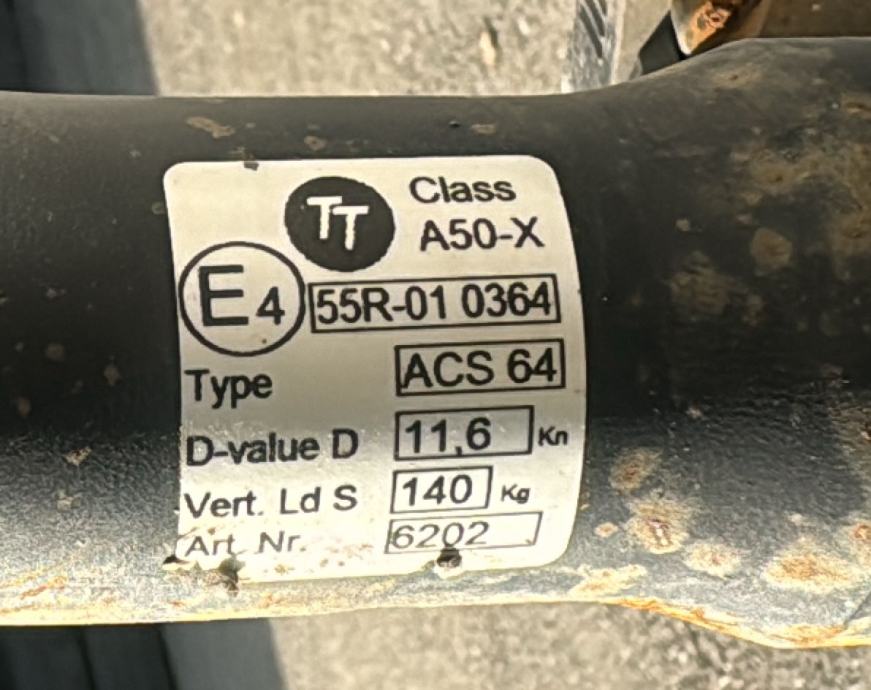 TT
Class
A50-X
E4
55R-01 0364
Type ACS 64
D-value D 11,6 Kn
Vert. Ld S 140 Kg
Art. Nr. 6202